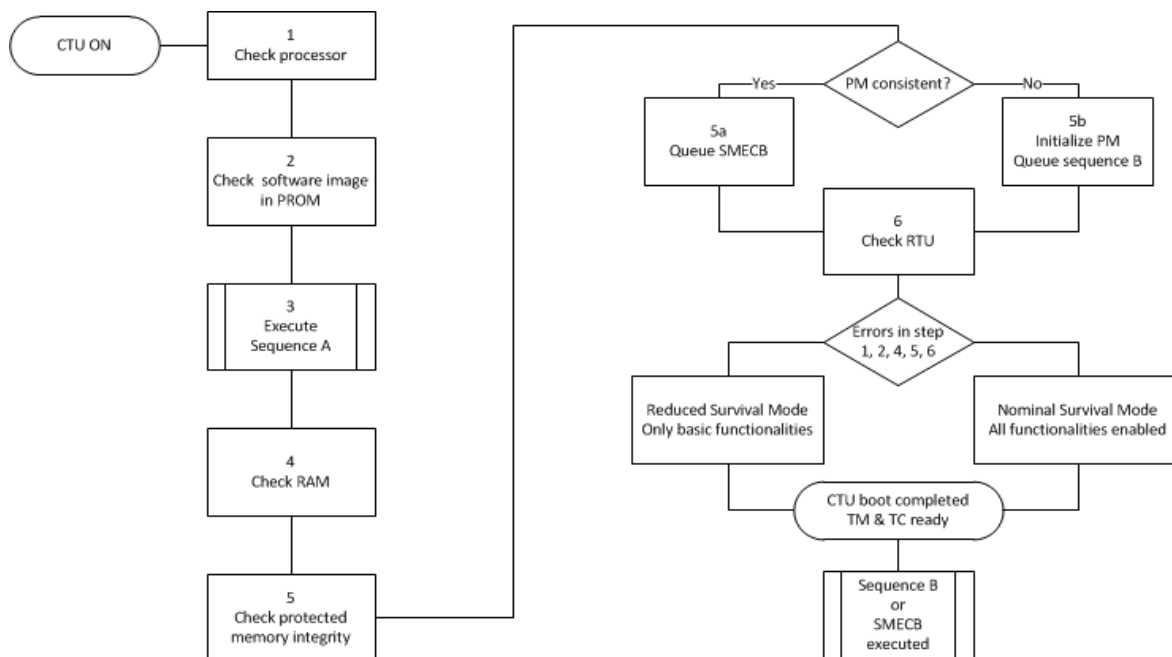 CTU ON
1
Check processor
2
Check software image
in PROM
3
Execute
Sequence A
4
Check RAM
5
Check protected
memory integrity
PM consistent?
Yes
No
5a
Queue SMECB
5b
Initialize PM
Queue sequence B
6
Check RTU
Errors in step
1, 2, 4, 5, 6
Reduced Survival Mode
Only basic functionalities
Nominal Survival Mode
All functionalities enabled
CTU boot completed
TM & TC ready
Sequence B
or
SMECB
executed